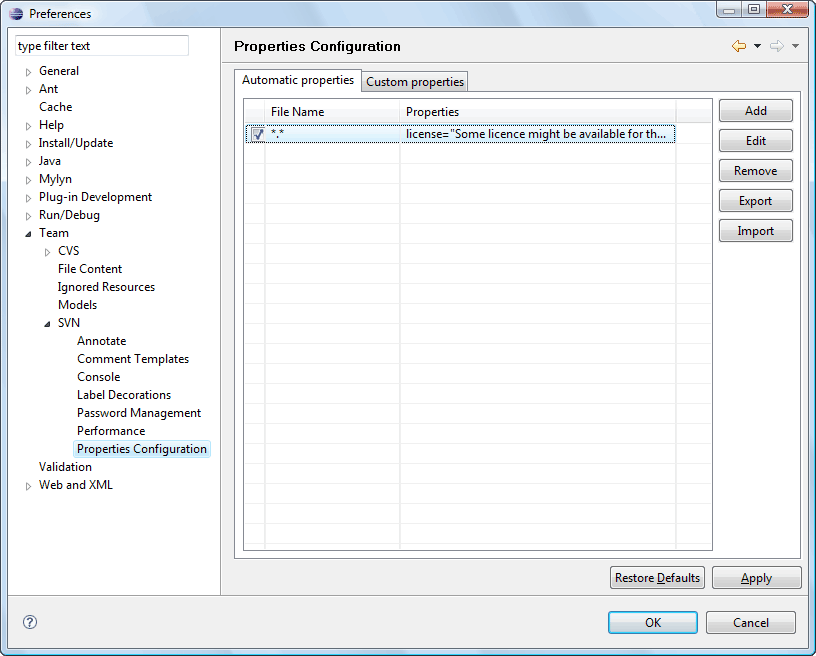 Preferences
type filter text
General
Ant
Cache
Help
Install/Update
Java
Mylyn
Plug-in Development
Run/Debug
Team
CVS
File Content
Ignored Resources
Models
SVN
Annotate
Comment Templates
Console
Label Decorations
Password Management
Performance
Properties Configuration
Validation
Web and XML
Properties Configuration
Automatic properties
Custom properties
File Name Properties
*.* license="Some licence might be available for th...
Add
Edit
Remove
Export
Import
Restore Defaults
Apply
?
OK
Cancel